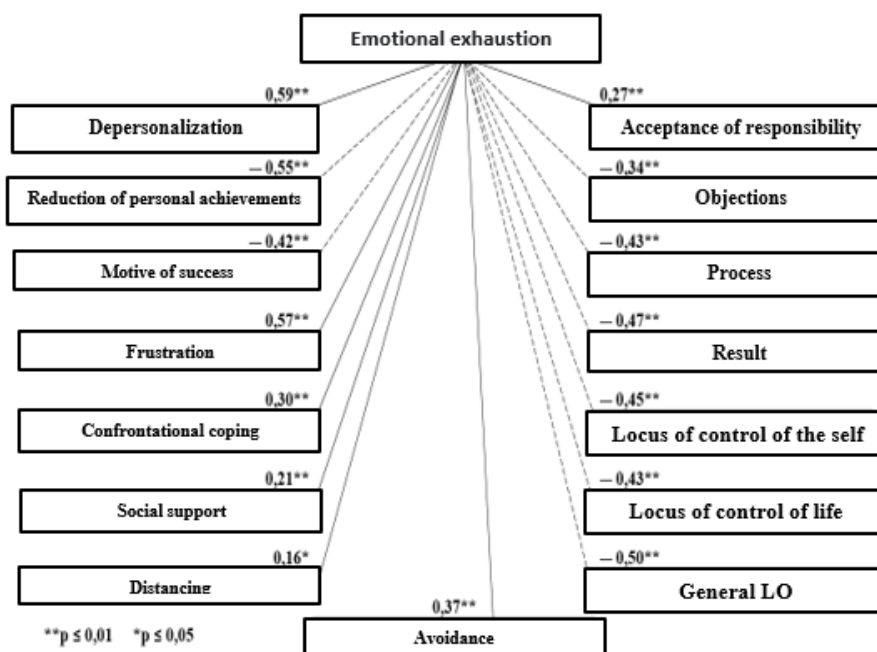 Emotional exhaustion
0,59**
Depersonalization
— 0,55**
Reduction of personal achievements
— 0,42**
Motive of success
0,57**
Frustration
0,30**
Confrontational coping
0,21**
Social support
0,16*
Distancing
0,27**
Acceptance of responsibility
— 0,34**
Objections
— 0,43**
Process
— 0,47**
Result
— 0,45**
Locus of control of the self
— 0,43**
Locus of control of life
— 0,50**
General LO
0,37**
Avoidance
**p ≤ 0,01 *p ≤ 0,05